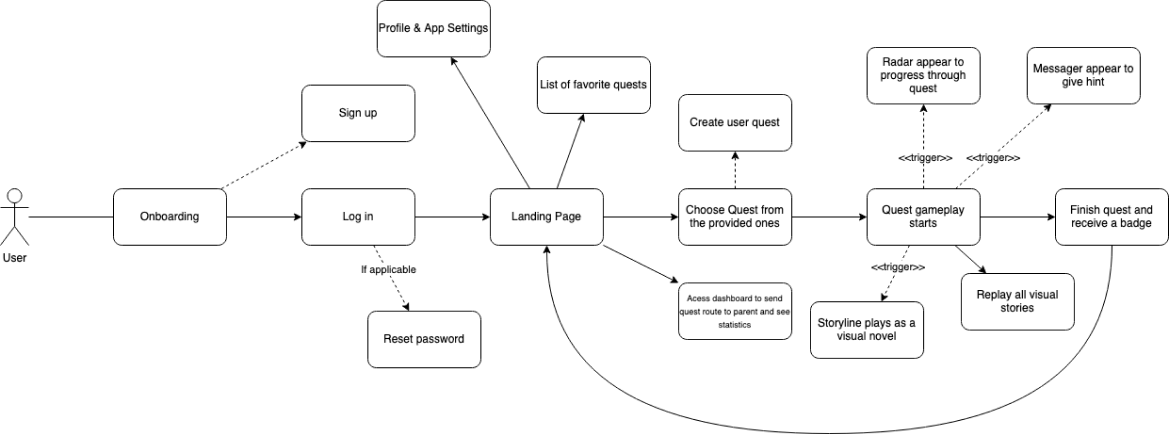 Profile & App Settings
List of favorite quests
Radar appear to
progress through
quest
Messager appear to
give hint
Sign up
Create user quest
<<trigger>>
<<trigger>>
User
Onboarding
Log in
Landing Page
Choose Quest from
the provided ones
Quest gameplay
starts
Finish quest and
receive a badge
If applicable
<<trigger>>
Acess dashboard to send
quest route to parent and see
statistics
Replay all visual
stories
Reset password
Storyline plays as a
visual novel